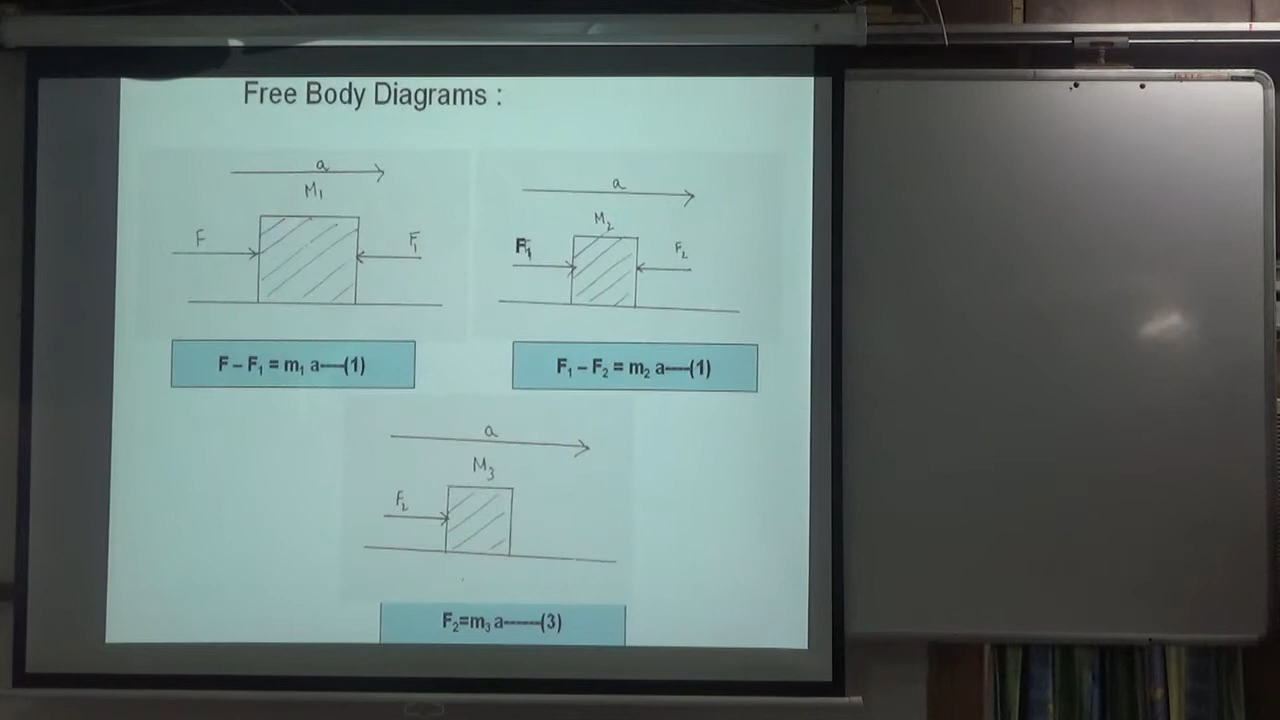 Free Body Diagrams :
a
M₁
F
F₁
F – F₁ = m₁ a----(1)
a
M₂
F₁
F₂
F₁ – F₂ = m₂ a----(1)
a
M₃
F₂
F₂=m₃ a------(3)